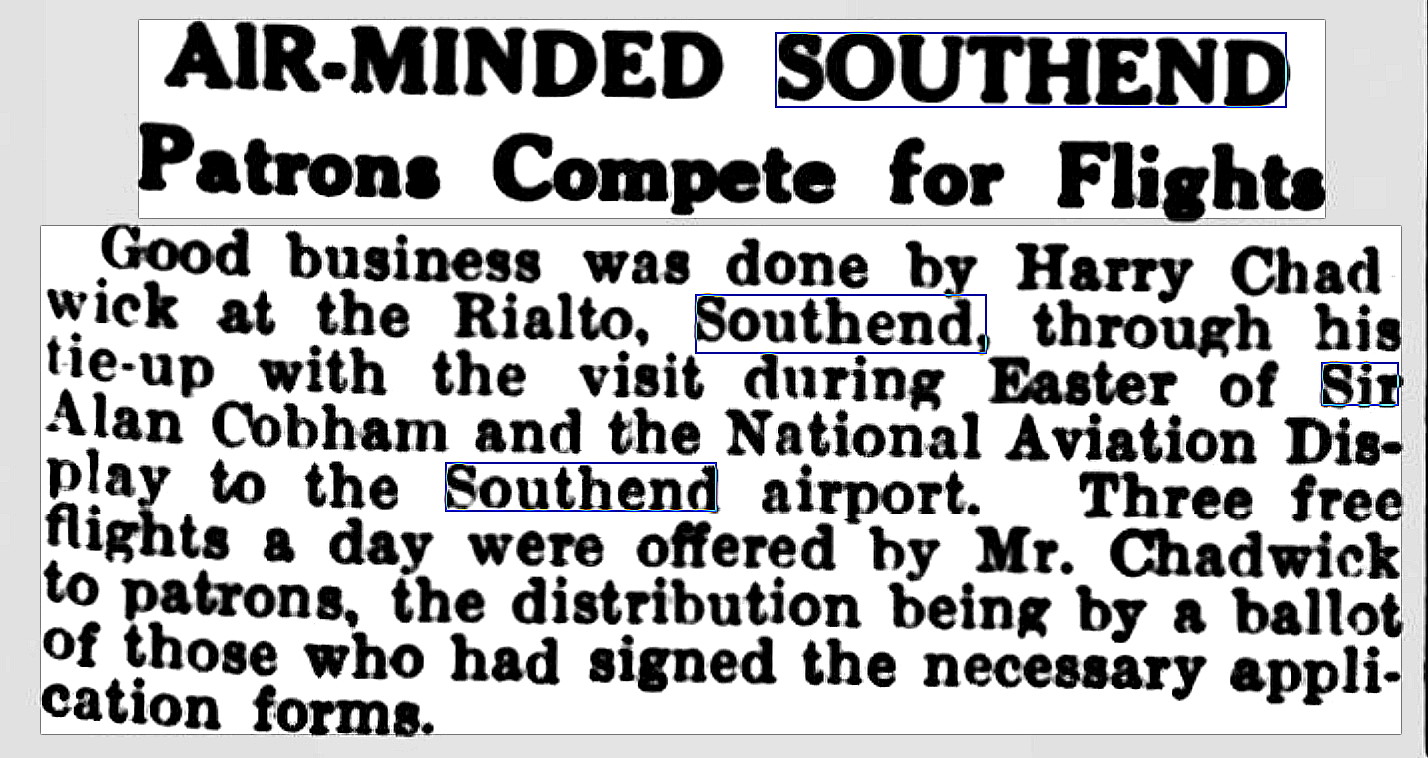 AIR-MINDED SOUTHEND
Patrons Compete for Flights
Good business was done by Harry Chad
wick at the Rialto, Southend, through his
tie-up with the visit during Easter of Sir
Alan Cobham and the National Aviation Dis-
play to the Southend airport. Three free
flights a day were offered by Mr. Chadwick
to patrons, the distribution being by a ballot
of those who had signed the necessary appli-
cation forms.